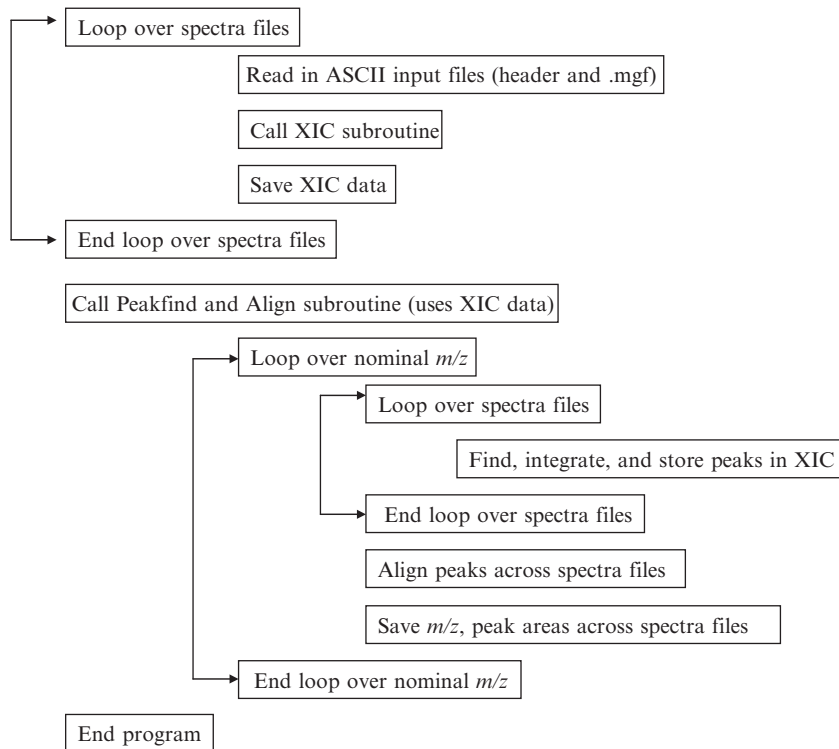 Loop over spectra files
Read in ASCII input files (header and .mgf)
Call XIC subroutine
Save XIC data
End loop over spectra files
Call Peakfind and Align subroutine (uses XIC data)
Loop over nominal m/z
Loop over spectra files
Find, integrate, and store peaks in XIC
End loop over spectra files
Align peaks across spectra files
Save m/z, peak areas across spectra files
End loop over nominal m/z
End program